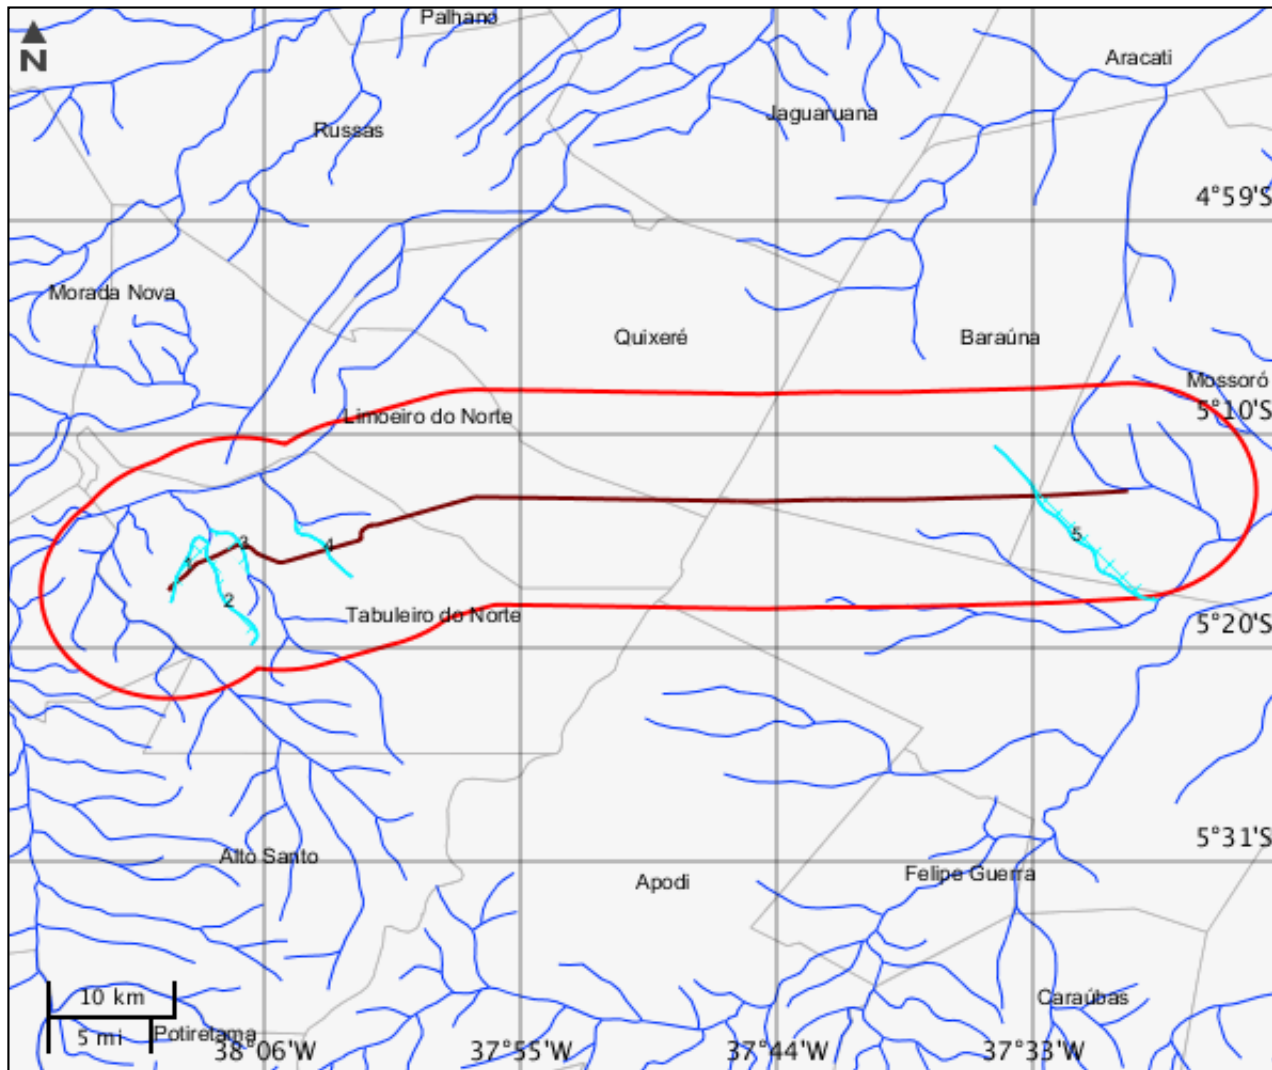 Palhano
N
Aracati
Jaguaruana
Russas
4°59'S
Morada Nova
Quixeré
Baraúna
Mossoró
5°10'S
Limoeiro do Norte
5
3
4
1
2
Tabuleiro do Norte
5°20'S
5°31'S
Alto Santo
Felipe Guerra
Apodi
10 km
Caraúbas
5 mi
Potiretama
38°06'W
37°55'W
37°44'W
37°33'W